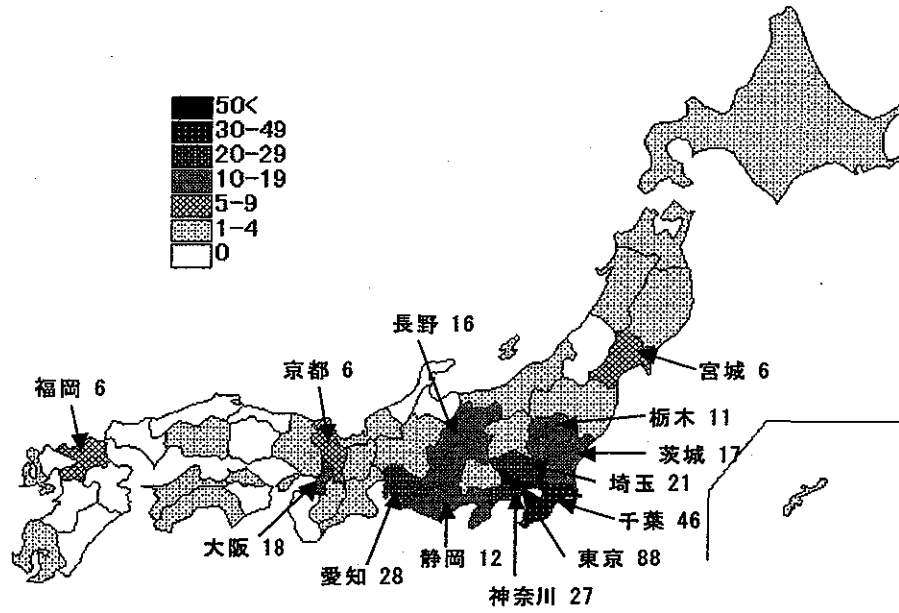 50<
30-49
20-29
10-19
5-9
1-4
0
長野 16
京都 6
福岡 6
宮城 6
栃木 11
茨城 17
埼玉 21
千葉 46
大阪 18
静岡 12
東京 88
愛知 28
神奈川 27